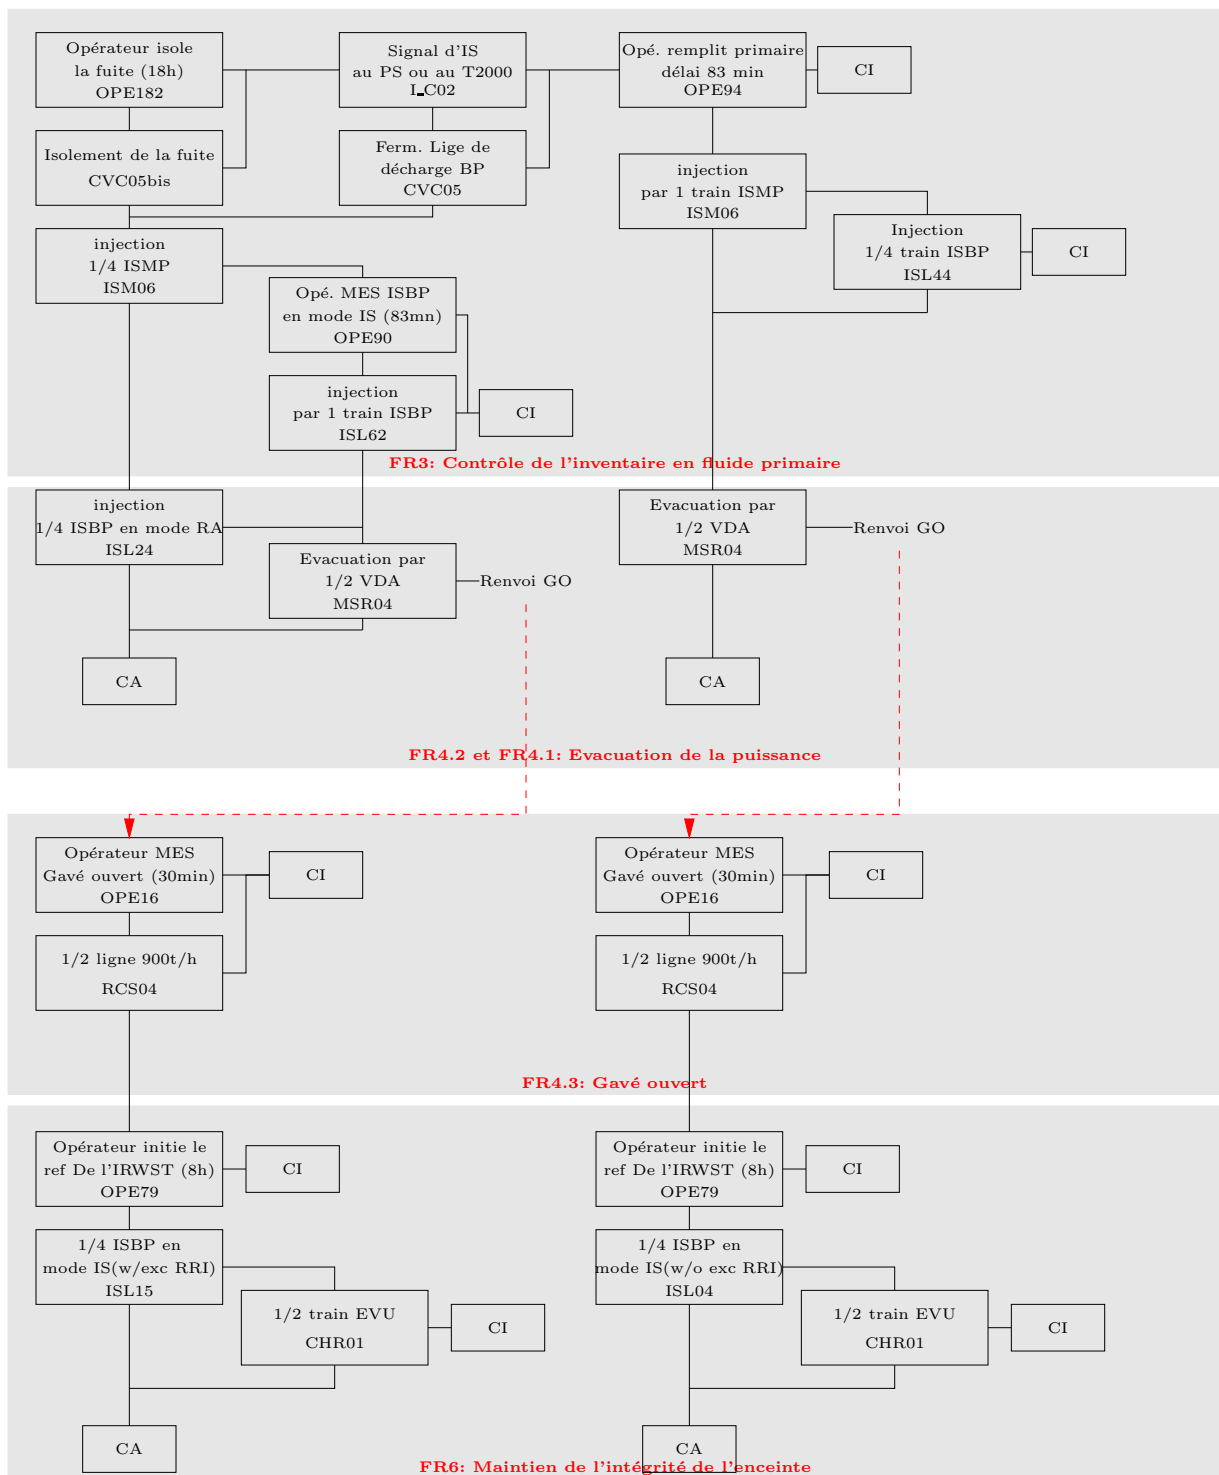 Opérateur isole
la fuite (18h)
OPE182
Signal d'IS
au PS ou au T2000
I_C02
Opé. remplit primaire
délai 83 min
OPE94
CI
Isolement de la fuite
CVC05bis
Ferm. Lige de
décharge BP
CVC05
injection
par 1 train ISMP
ISM06
injection
1/4 ISMP
ISM06
Injection
1/4 train ISBP
ISL44
CI
Opé. MES ISBP
en mode IS (83mn)
OPE90
injection
par 1 train ISBP
ISL62
CI
FR3: Contrôle de l'inventaire en fluide primaire
injection
1/4 ISBP en mode RA
ISL24
Evacuation par
1/2 VDA
MSR04
Renvoi GO
Evacuation par
1/2 VDA
MSR04
Renvoi GO
CA
CA
FR4.2 et FR4.1: Evacuation de la puissance
Opérateur MES
Gavé ouvert (30min)
OPE16
CI
Opérateur MES
Gavé ouvert (30min)
OPE16
CI
1/2 ligne 900t/h
RCS04
1/2 ligne 900t/h
RCS04
FR4.3: Gavé ouvert
Opérateur initie le
ref De l'IRWST (8h)
OPE79
CI
Opérateur initie le
ref De l'IRWST (8h)
OPE79
CI
1/4 ISBP en
mode IS(w/exc RRI)
ISL15
1/4 ISBP en
mode IS(w/o exc RRI)
ISL04
1/2 train EVU
CHR01
CI
1/2 train EVU
CHR01
CI
CA
CA
FR6: Maintien de l'intégrité de l'enceinte